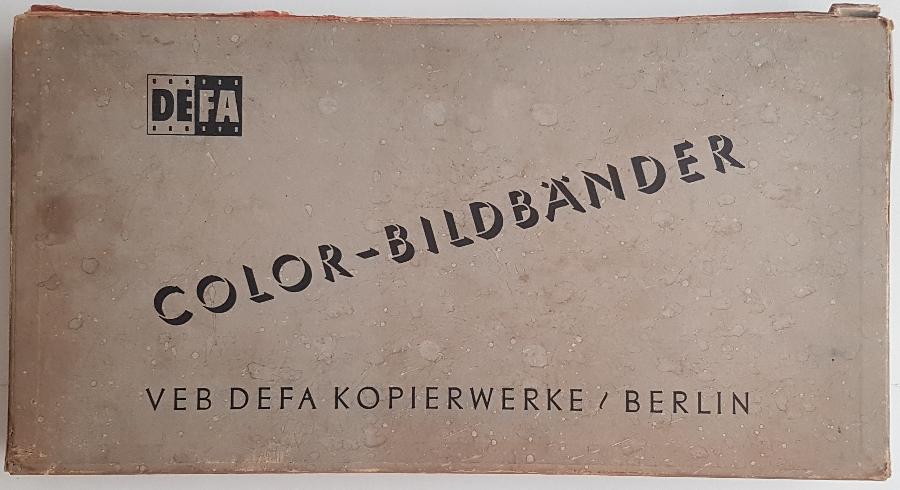 DEFA
COLOR-BILDBÄNDER
VEB DEFA KOPIERWERKE / BERLIN